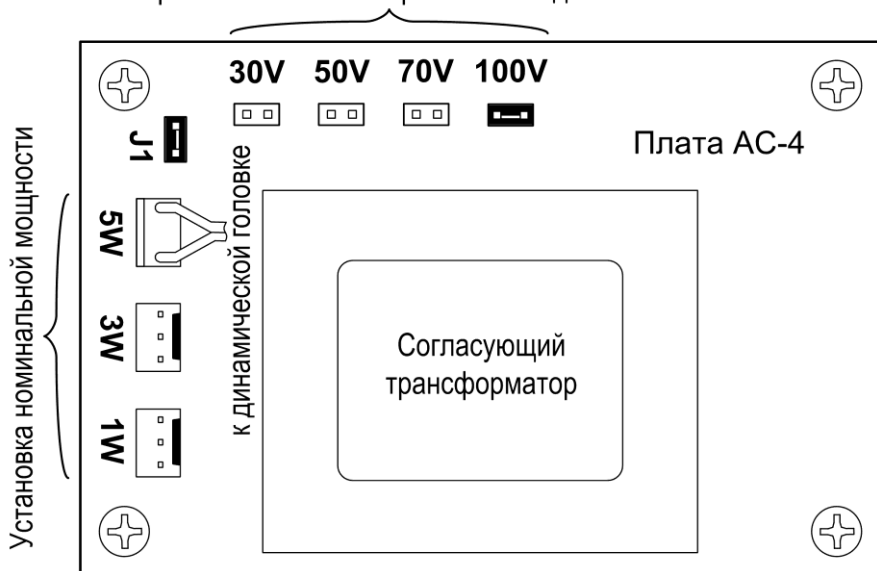 30V 50V 70V 100V
J1
Плата АС-4
Установка номинальной мощности
5W
3W
1W
к динамической головке
Согласующий
трансформатор